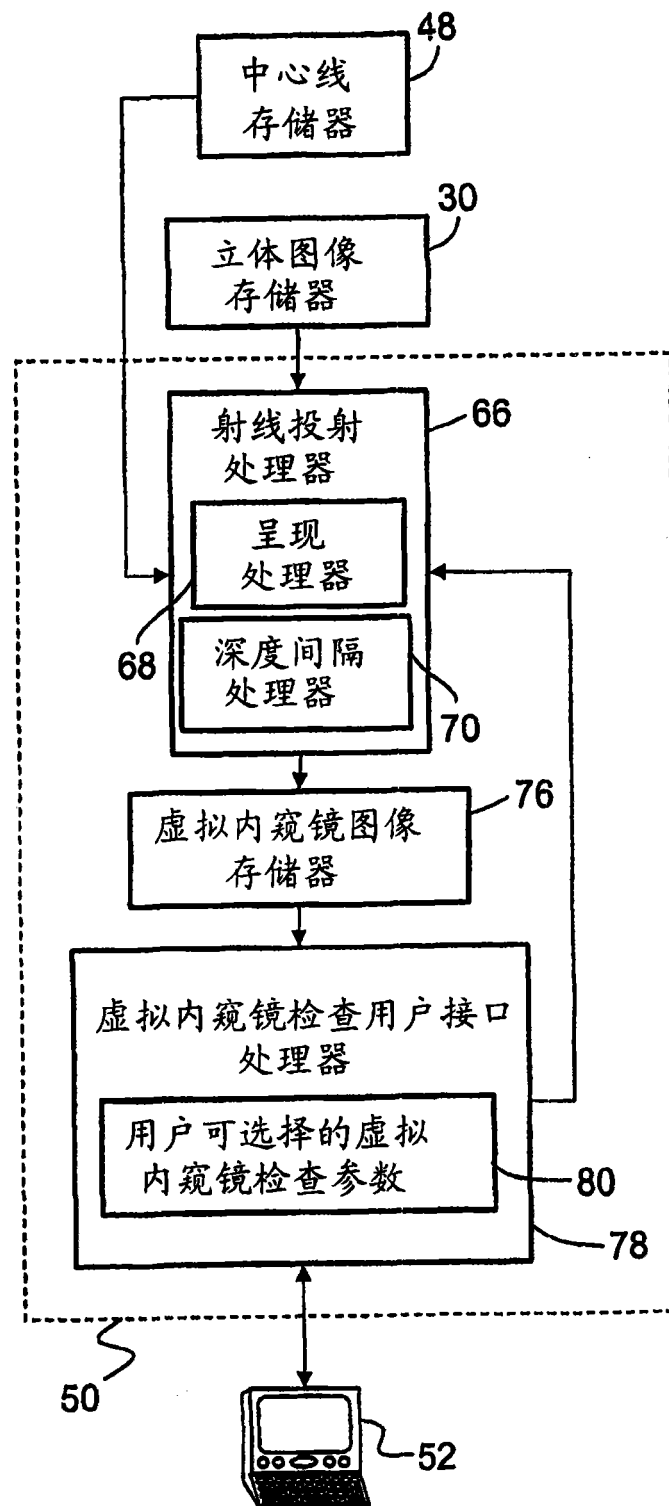 48
中心线
存储器
30
立体图像
存储器
射线投射
处理器
66
呈现
处理器
68
深度间隔
处理器
70
76
虚拟内窥镜图像
存储器
虚拟内窥镜检查用户接口
处理器
用户可选择的虚拟
内窥镜检查参数
80
78
50
52